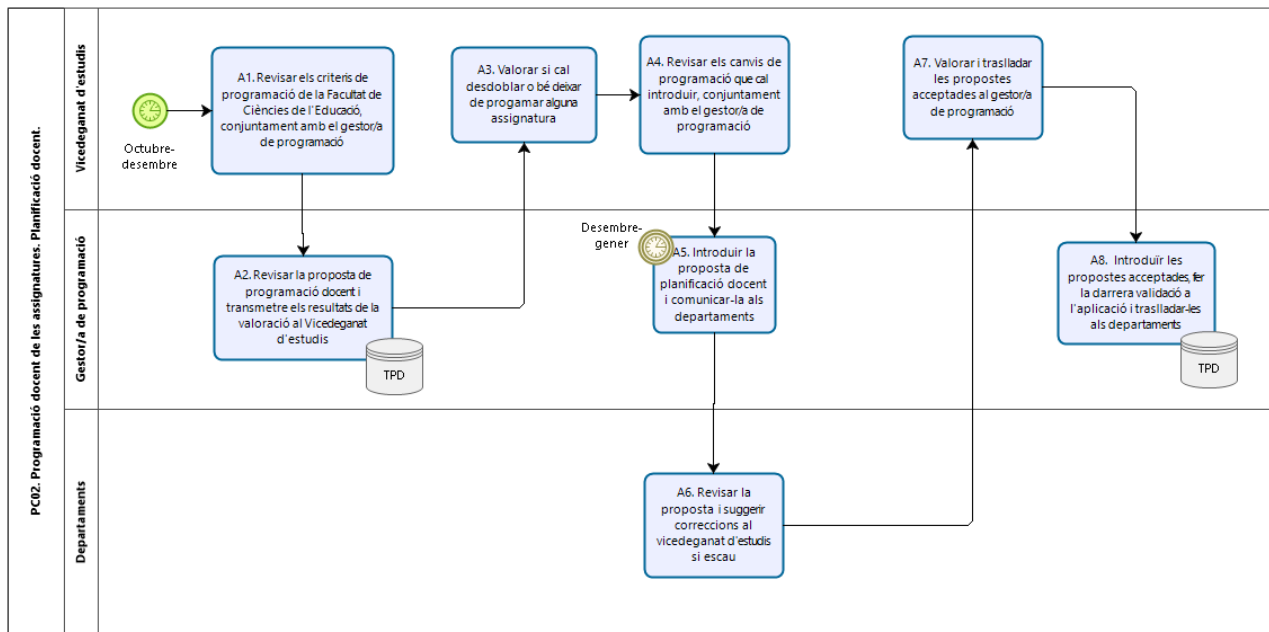 PC02. Programació docent de les assignatures. Planificació docent.
Vicedeganat d'estudis
Octubre-
desembre
A1. Revisar els criteris de
programació de la Facultat de
Ciències de l'Educació,
conjuntament amb el gestor/a
de programació
A3. Valorar si cal
desdoblar o bé deixar
de progamar alguna
assignatura
A4. Revisar els canvis de
programació que cal
introduir, conjuntament
amb el gestor/a de
programació
A7. Valorar i traslladar
les propostes
acceptades al gestor/a
de programació
Gestor/a de programació
A2. Revisar la proposta de
programació docent i
transmetre els resultats de la
valoració al Vicedeganat
d'estudis
TPD
Desembre-
gener
A5. Introduir la
proposta de
planificació docent
i comunicar-la als
departaments
A8. Introduïr les
propostes acceptades, fer
la darrera validació a
l'aplicació i traslladar-les
als departaments
TPD
Departaments
A6. Revisar la
proposta i suggerir
correccions al
vicedeganat d'estudis
si escau